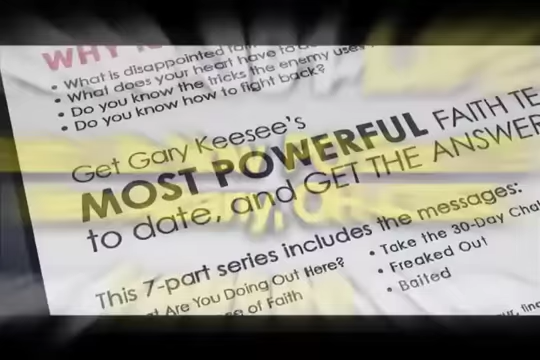 WHY
• What is disappointed
• What does your heart have to
• Do you know the tricks the enemy uses
• Do you know how to fight back?
Get Gary Keesee's
MOST POWERFUL FAITH
to date, and GET THE ANSWER
This 7-part series includes the messages:
Are You Doing Out Here?
of Faith
• Take the 30-Day
• Freaked Out
• Baited